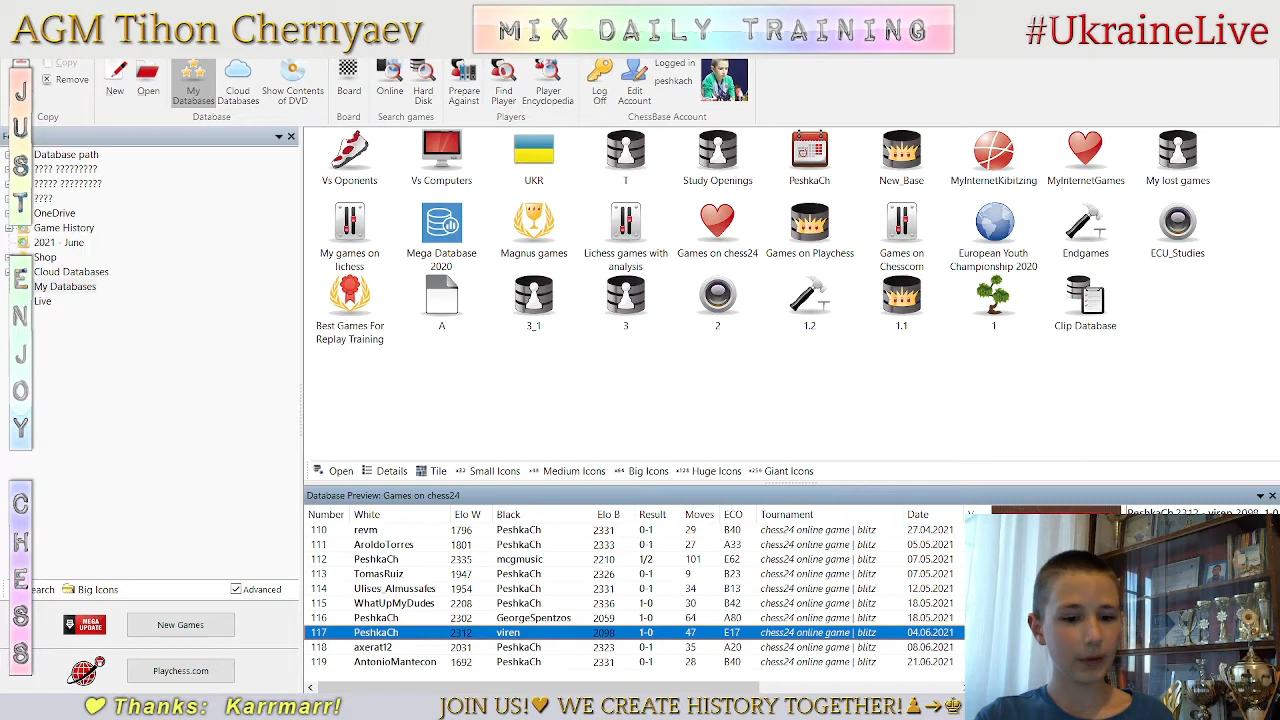 AGM Tihon Chernyaev
MIX DAILY TRAINING
#UkraineLive
JUST ENJOY CHESS
Copy
Remove
Copy
New
Open
My Databases
Cloud Databases
Show Contents of DVD
Database
Board
Board
Online
Hard Disk
Search games
Prepare Against
Find Player
Player Encyclopedia
Players
Log Off
Edit Account
Logged in
peshkach
ChessBase Account
Database path
???? ?????????
????? ?????????
????
OneDrive
Game History
2021 - June
Shop
Cloud Databases
My Databases
Live
Big Icons
Advanced
MEGA UPDATE
New Games
Playchess.com
Vs Oponents
Vs Computers
UKR
T
Study Openings
PeshkaCh
New_Base
MyInternetKibitzing
MyInternetGames
My lost games
My games on lichess
Mega Database 2020
Magnus games
Lichess games with analysis
Games on chess24
Games on Playchess
Games on Chesscom
European Youth Championship 2020
Endgames
ECU_Studies
Best Games For Replay Training
A
3_1
3
2
1.2
1.1
1
Clip Database
Open Details Tile x32 Small Icons x48 Medium Icons x64 Big Icons x128 Huge Icons x256 Giant Icons
Database Preview: Games on chess24
Number White Elo W Black Elo B Result Moves ECO Tournament Date
110 revm 1796 PeshkaCh 2331 0-1 29 B40 chess24 online game | blitz 27.04.2021
111 AroldoTorres 1801 PeshkaCh 2333 0-1 27 A33 chess24 online game | blitz 05.05.2021
112 PeshkaCh 2335 mcgmusic 2210 1/2 101 E62 chess24 online game | blitz 07.05.2021
113 TomasRuiz 1947 PeshkaCh 2326 0-1 9 B23 chess24 online game | blitz 07.05.2021
114 Ulises_Almussalles 1954 PeshkaCh 2331 0-1 34 B13 chess24 online game | blitz 12.05.2021
115 WhatUpMyDudes 2208 PeshkaCh 2331 1-0 30 B42 chess24 online game | blitz 18.05.2021
116 PeshkaCh 2302 GeorgeSpentzos 2059 1-0 64 A80 chess24 online game | blitz 18.05.2021
117 PeshkaCh 2312 viren 2098 1-0 47 E17 chess24 online game | blitz 04.06.2021
118 axerat12 2031 PeshkaCh 2323 0-1 35 A20 chess24 online game | blitz 08.06.2021
119 AntonioMantecon 1692 PeshkaCh 2331 0-1 28 B40 chess24 online game | blitz 21.06.2021
Thanks: Karrmarr!
JOIN US! WE CREATE HISTORY TOGETHER!